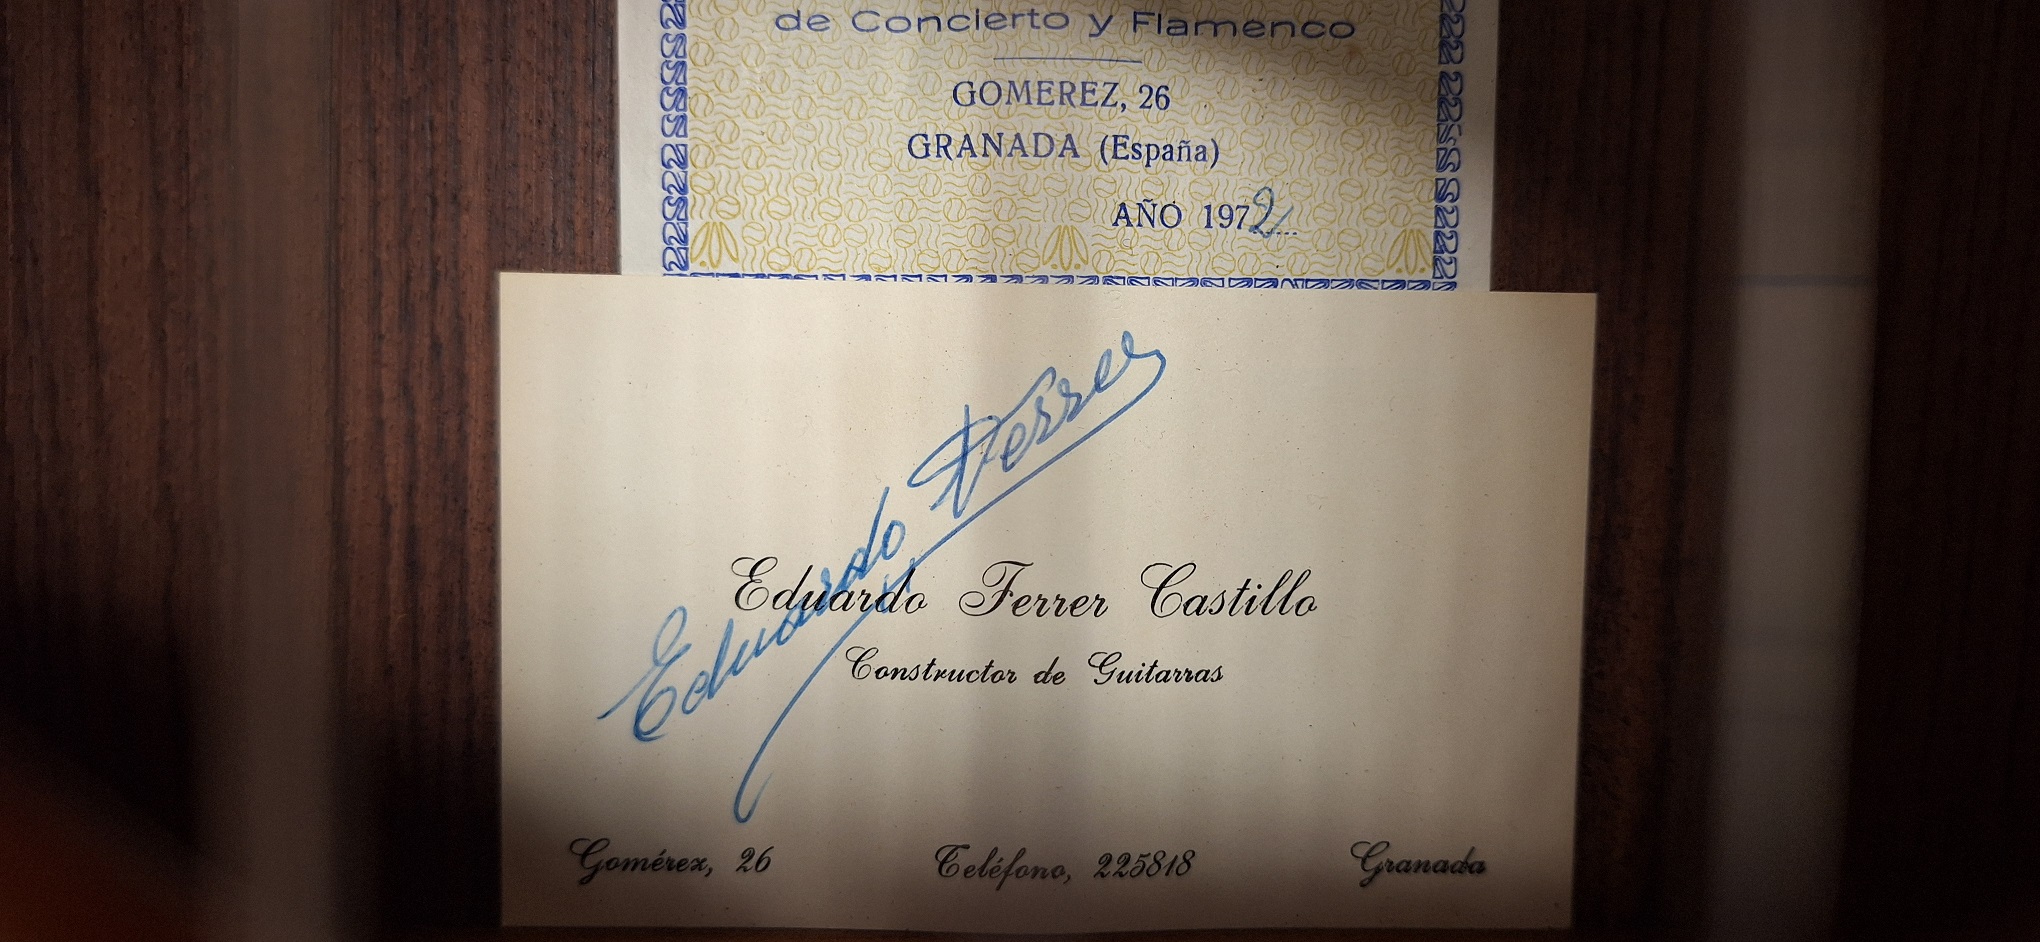 de Concierto y Flamenco
GOMEREZ, 26
GRANADA (España)
AÑO 1972
Eduardo Ferrer
Eduardo Ferrer Castillo
Constructor de Guitarras
Gomérez, 26 Teléfono, 225818 Granada